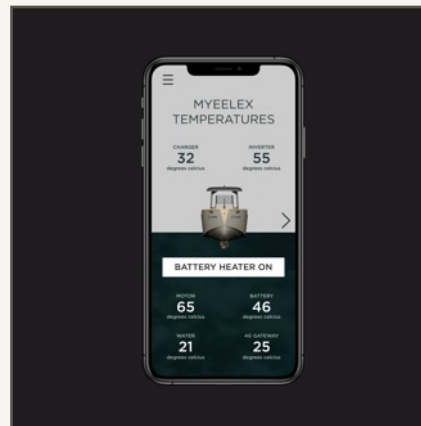 MYEELEX
TEMPERATURES
CHARGER
32
degrees celcius
INVERTER
55
degrees celcius
BATTERY HEATER ON
MOTOR
65
degrees celcius
BATTERY
46
degrees celcius
WATER
21
degrees celcius
4G GATEWAY
25
degrees celcius